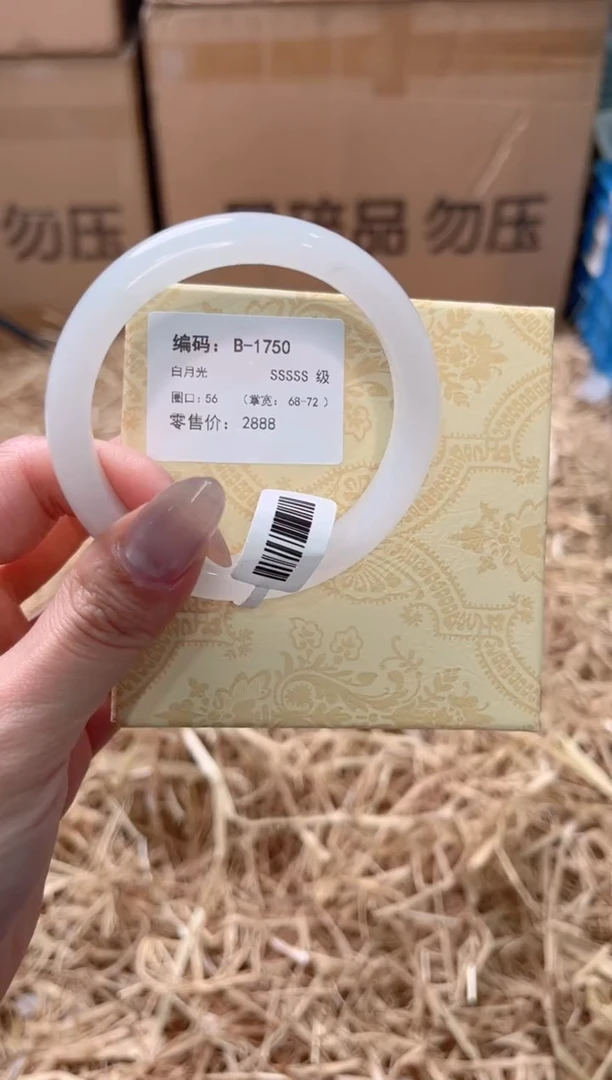 勿压
品 勿压
编码: B-1750
白月光 SSSSS 级
圈口: 56 (掌宽: 68-72 )
零售价: 2888